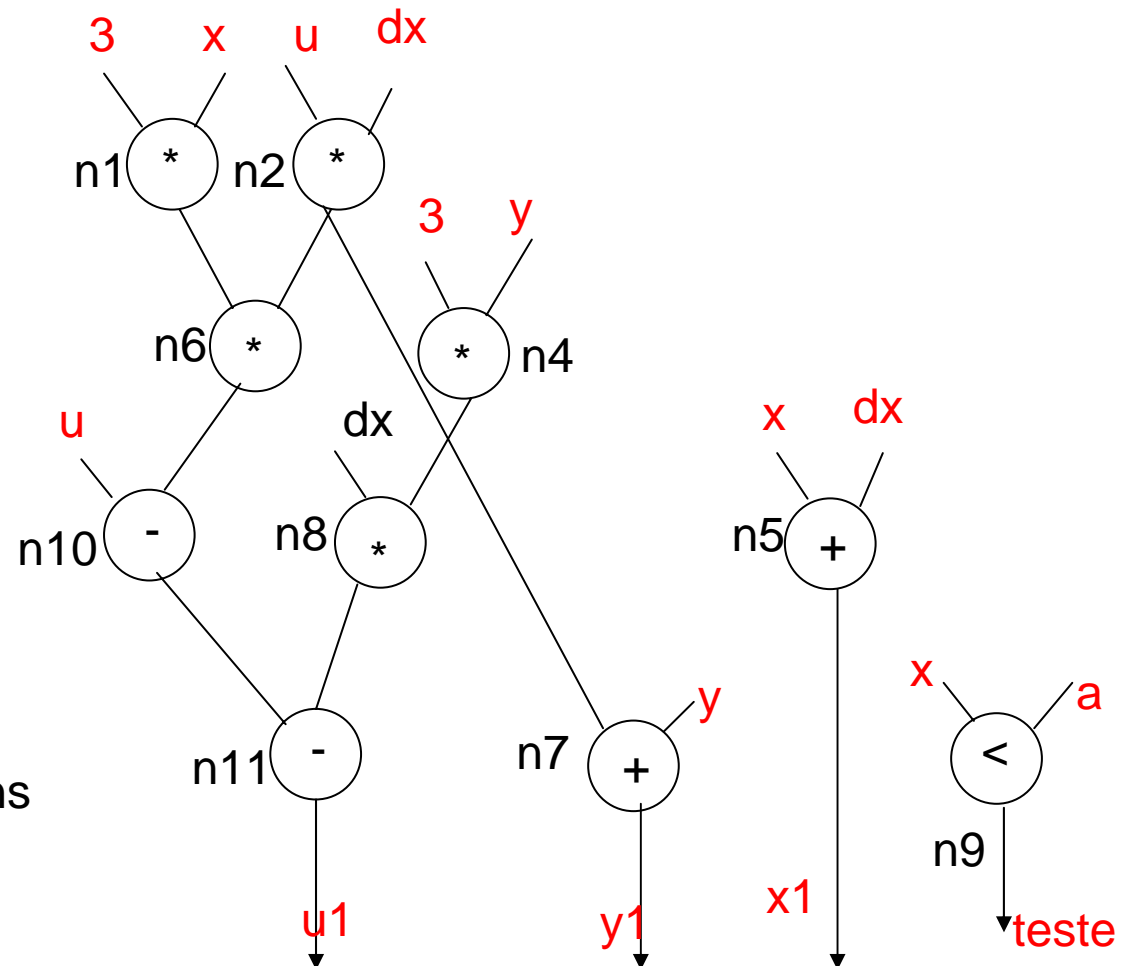 3 x u dx
* *
n1 n2
3 y
n6 * * n4
u dx x dx
n10 - n8 * n5 +
x a
y
n11 - n7 + <
ns
n9
u1 y1 x1 teste